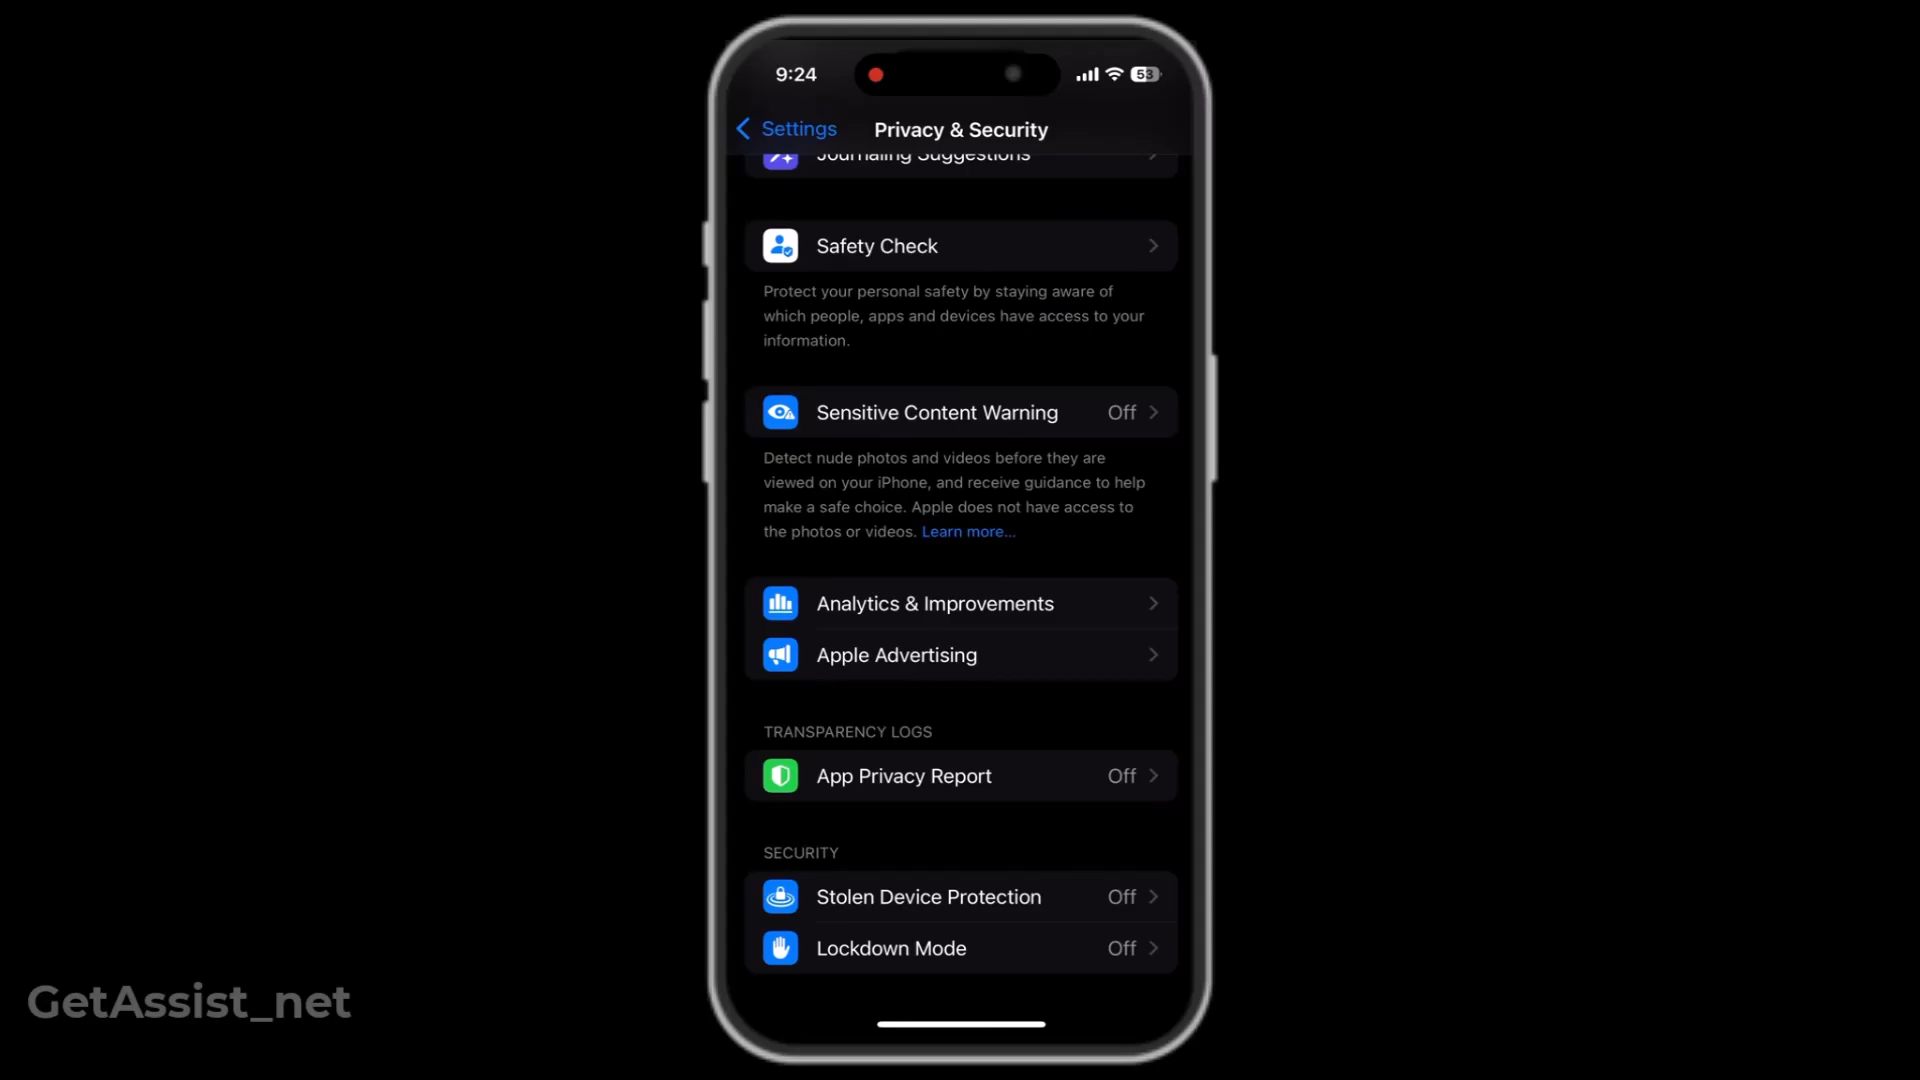 9:24
53
Settings
Privacy & Security
Journaling Suggestions
Safety Check
Protect your personal safety by staying aware of
which people, apps and devices have access to your
information.
Sensitive Content Warning Off
Detect nude photos and videos before they are
viewed on your iPhone, and receive guidance to help
make a safe choice. Apple does not have access to
the photos or videos. Learn more...
Analytics & Improvements
Apple Advertising
TRANSPARENCY LOGS
App Privacy Report Off
SECURITY
Stolen Device Protection Off
Lockdown Mode Off
GetAssist_net